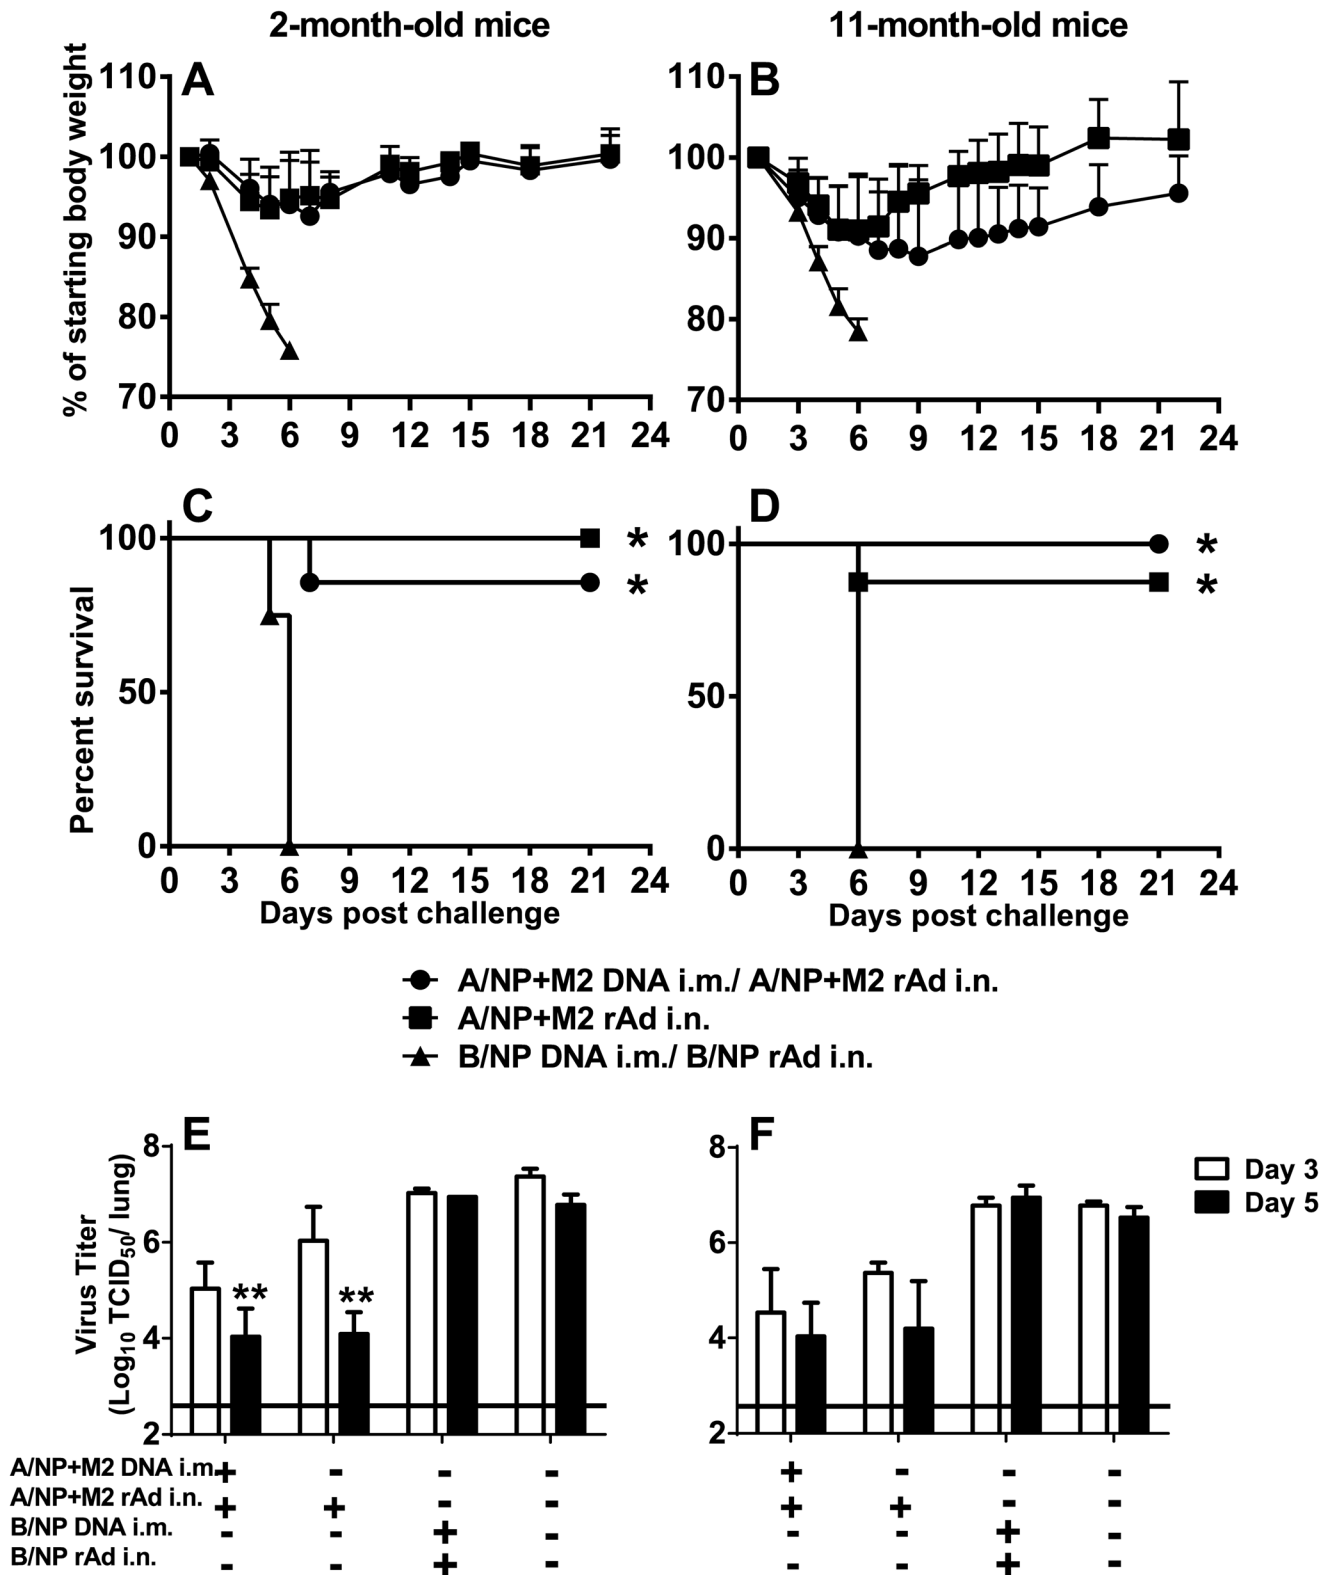 2-month-old mice
11-month-old mice
A
B
% of starting body weight
110
100
90
80
70
0 3 6 9 12 15 18 21 24
110
100
90
80
70
0 3 6 9 12 15 18 21 24
C
D
Percent survival
100
50
0
* 
*
0 3 6 9 12 15 18 21 24
Days post challenge
100
50
0
*
*
0 3 6 9 12 15 18 21 24
Days post challenge
A/NP+M2 DNA i.m./ A/NP+M2 rAd i.n.
A/NP+M2 rAd i.n.
B/NP DNA i.m./ B/NP rAd i.n.
E
F
Virus Titer
(Log10 TCID50/ lung)
8
6
4
2
** **
8
6
4
2
Day 3
Day 5
A/NP+M2 DNA i.m. + - - - + - - -
A/NP+M2 rAd i.n. + + - - + + - -
B/NP DNA i.m. - - + - - - + -
B/NP rAd i.n. - - + - - - + -